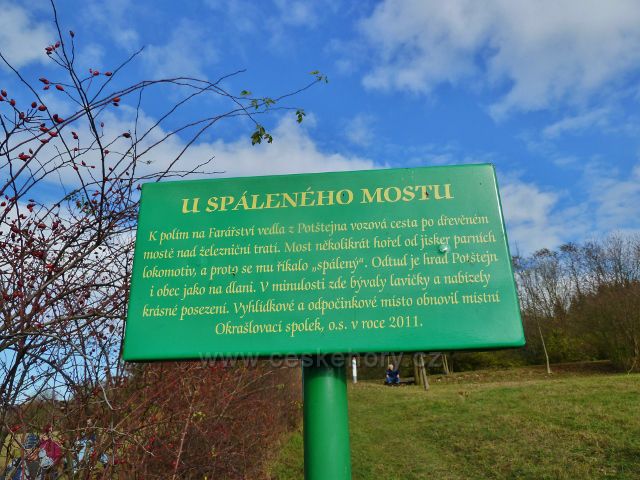 U SPÁLENÉHO MOSTU
K polím na Farářství vedla z Potštejna vozová cesta po dřevěném
mostě nad železniční tratí. Most několikrát hořel od jisker parních
lokomotiv, a proto se mu říkalo „spálený". Odtud je hrad Potštejn
i obec jako na dlani. V minulosti zde bývaly lavičky a nabízely
krásné posezení. Vyhlídkové a odpočinkové místo obnovil místní
Okrašlovací spolek, o.s. v roce 2011.
www.ceskehory.cz